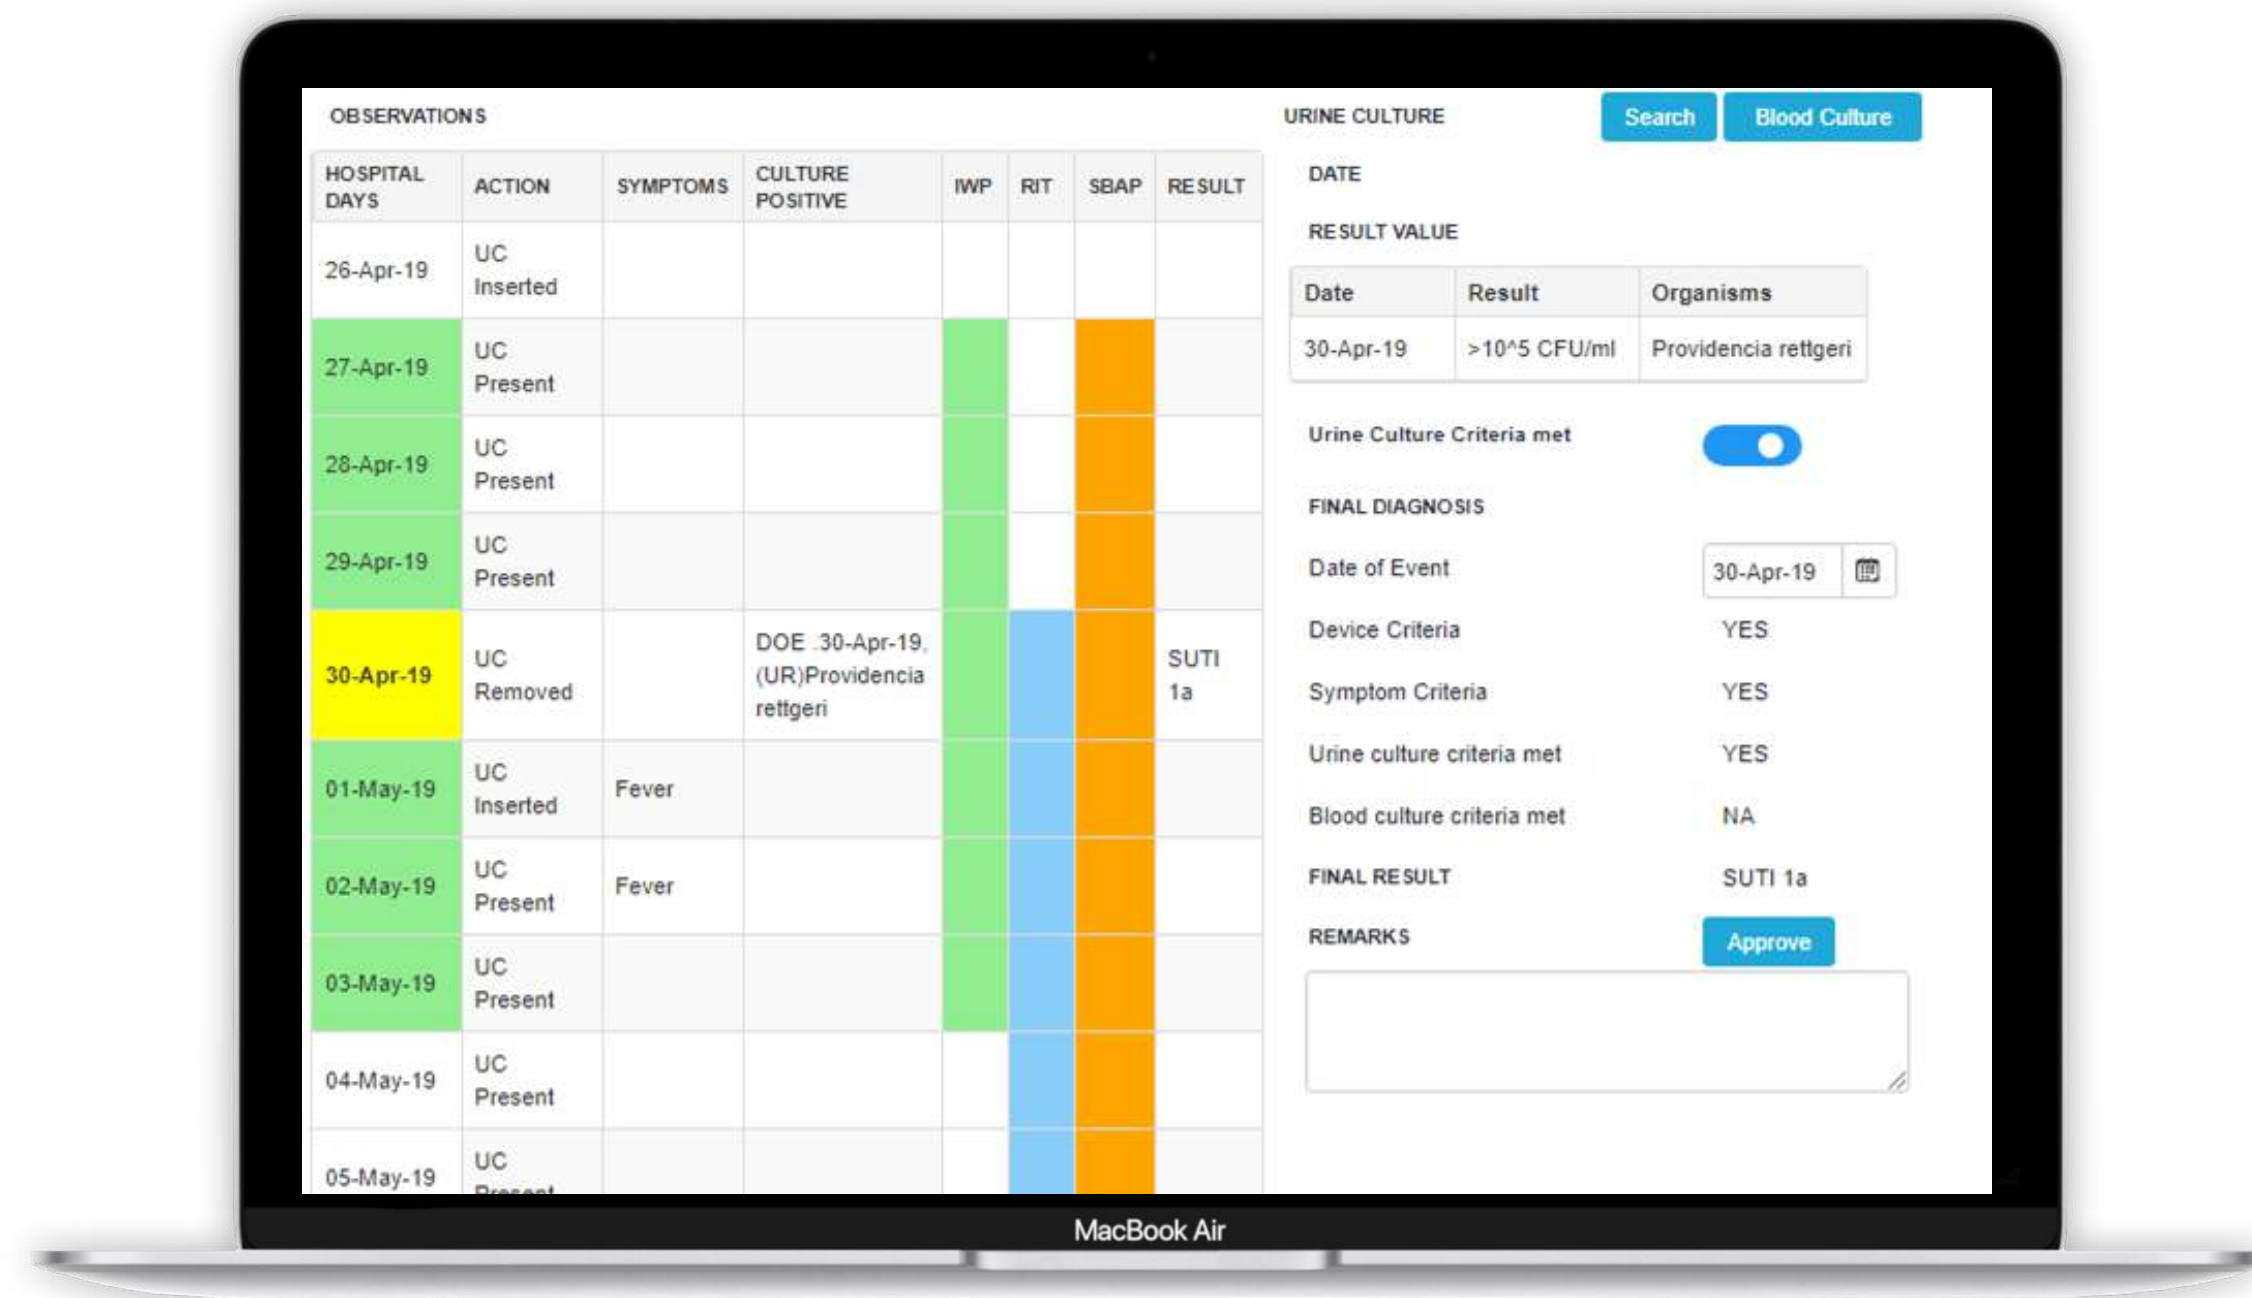 OBSERVATIONS
HOSPITAL DAYS ACTION SYMPTOMS CULTURE POSITIVE IWP RIT SBAP RESULT
26-Apr-19 UC Inserted
27-Apr-19 UC Present
28-Apr-19 UC Present
29-Apr-19 UC Present
30-Apr-19 UC Removed DOE .30-Apr-19, (UR)Providencia rettgeri SUTI 1a
01-May-19 UC Inserted Fever
02-May-19 UC Present Fever
03-May-19 UC Present
04-May-19 UC Present
05-May-19 UC Present
URINE CULTURE Search Blood Culture
DATE
RESULT VALUE
Date Result Organisms
30-Apr-19 >10^5 CFU/ml Providencia rettgeri
Urine Culture Criteria met
FINAL DIAGNOSIS
Date of Event 30-Apr-19
Device Criteria YES
Symptom Criteria YES
Urine culture criteria met YES
Blood culture criteria met NA
FINAL RESULT SUTI 1a
REMARKS Approve
MacBook Air